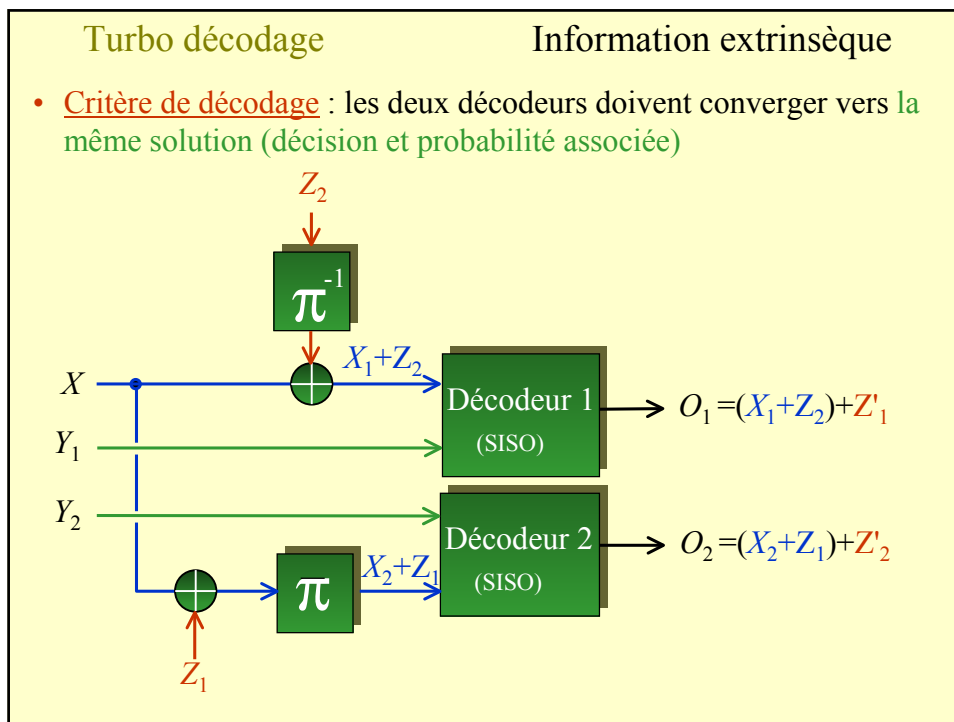 Turbo décodage
Information extrinsèque
• Critère de décodage : les deux décodeurs doivent converger vers la
même solution (décision et probabilité associée)
Z₂
π⁻¹
X₁+Z₂
X
Décodeur 1
(SISO)
O₁ =(X₁+Z₂)+Z'₁
Y₁
Y₂
Décodeur 2
(SISO)
O₂ =(X₂+Z₁)+Z'₂
X₂+Z₁
π
Z₁